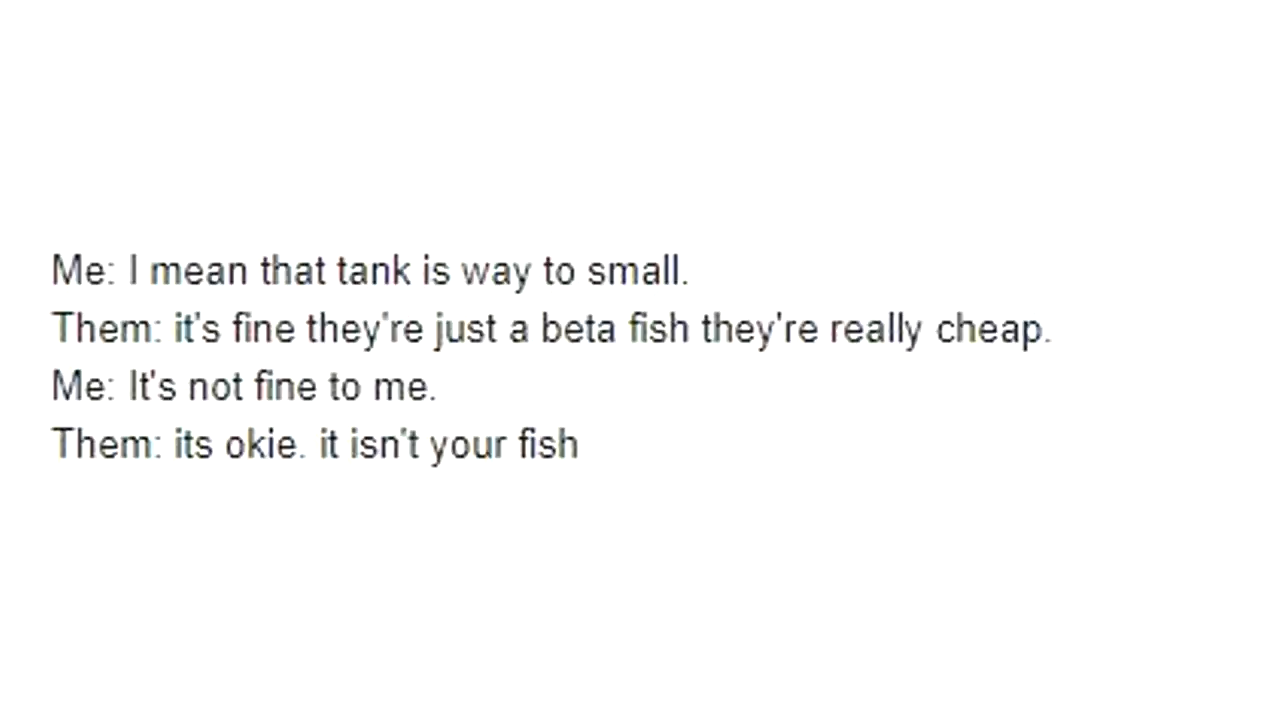 Me: I mean that tank is way to small.
Them: it's fine they're just a beta fish they're really cheap.
Me: It's not fine to me.
Them: its okie. it isn't your fish